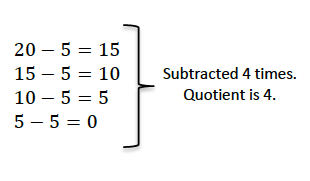 20 − 5 = 15
15 − 5 = 10
10 − 5 = 5
5 − 5 = 0
Subtracted 4 times.
Quotient is 4.